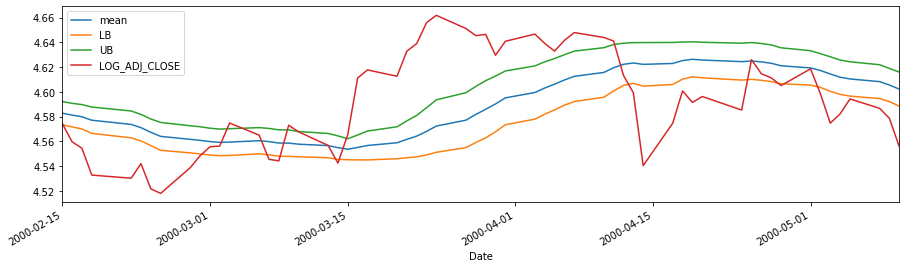 4.66
4.64
4.62
4.60
4.58
4.56
4.54
4.52
mean
LB
UB
LOG_ADJ_CLOSE
2000-02-15
2000-03-01
2000-03-15
2000-04-01
2000-04-15
2000-05-01
Date